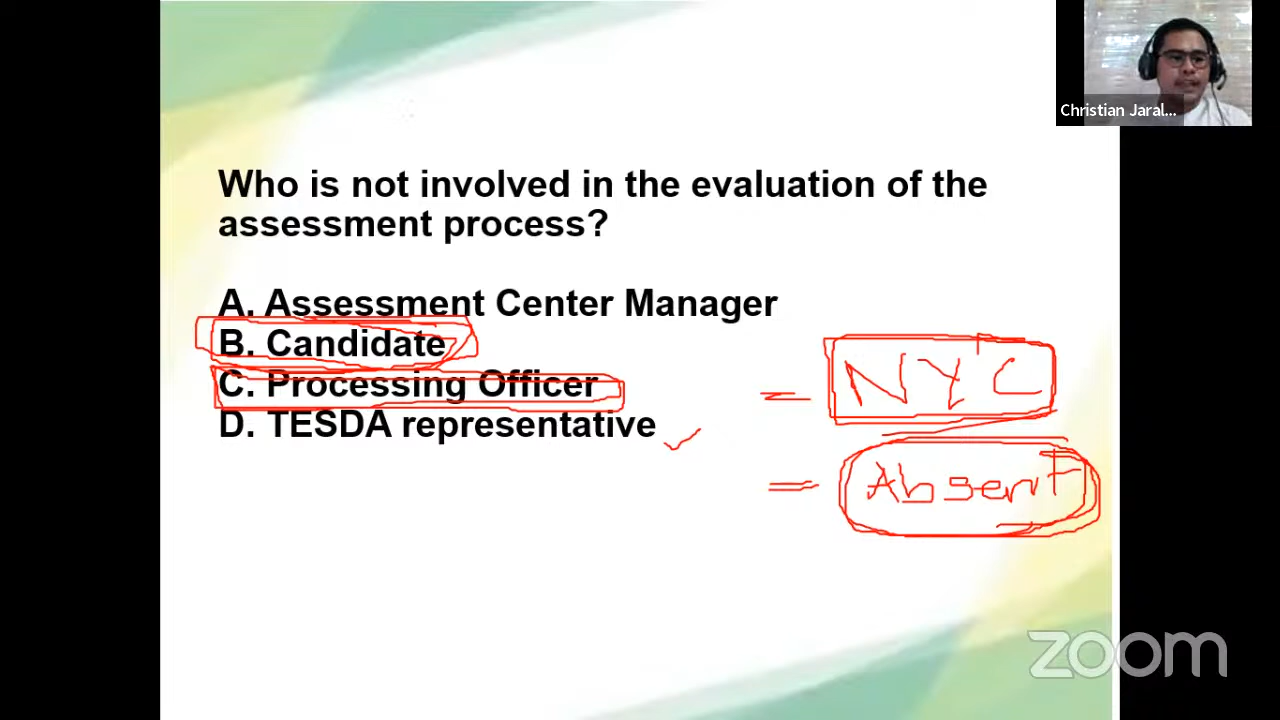 Christian Jaral...
Who is not involved in the evaluation of the
assessment process?
A. Assessment Center Manager
B. Candidate
C. Processing Officer
D. TESDA representative
= NYC
= Absent
zoom